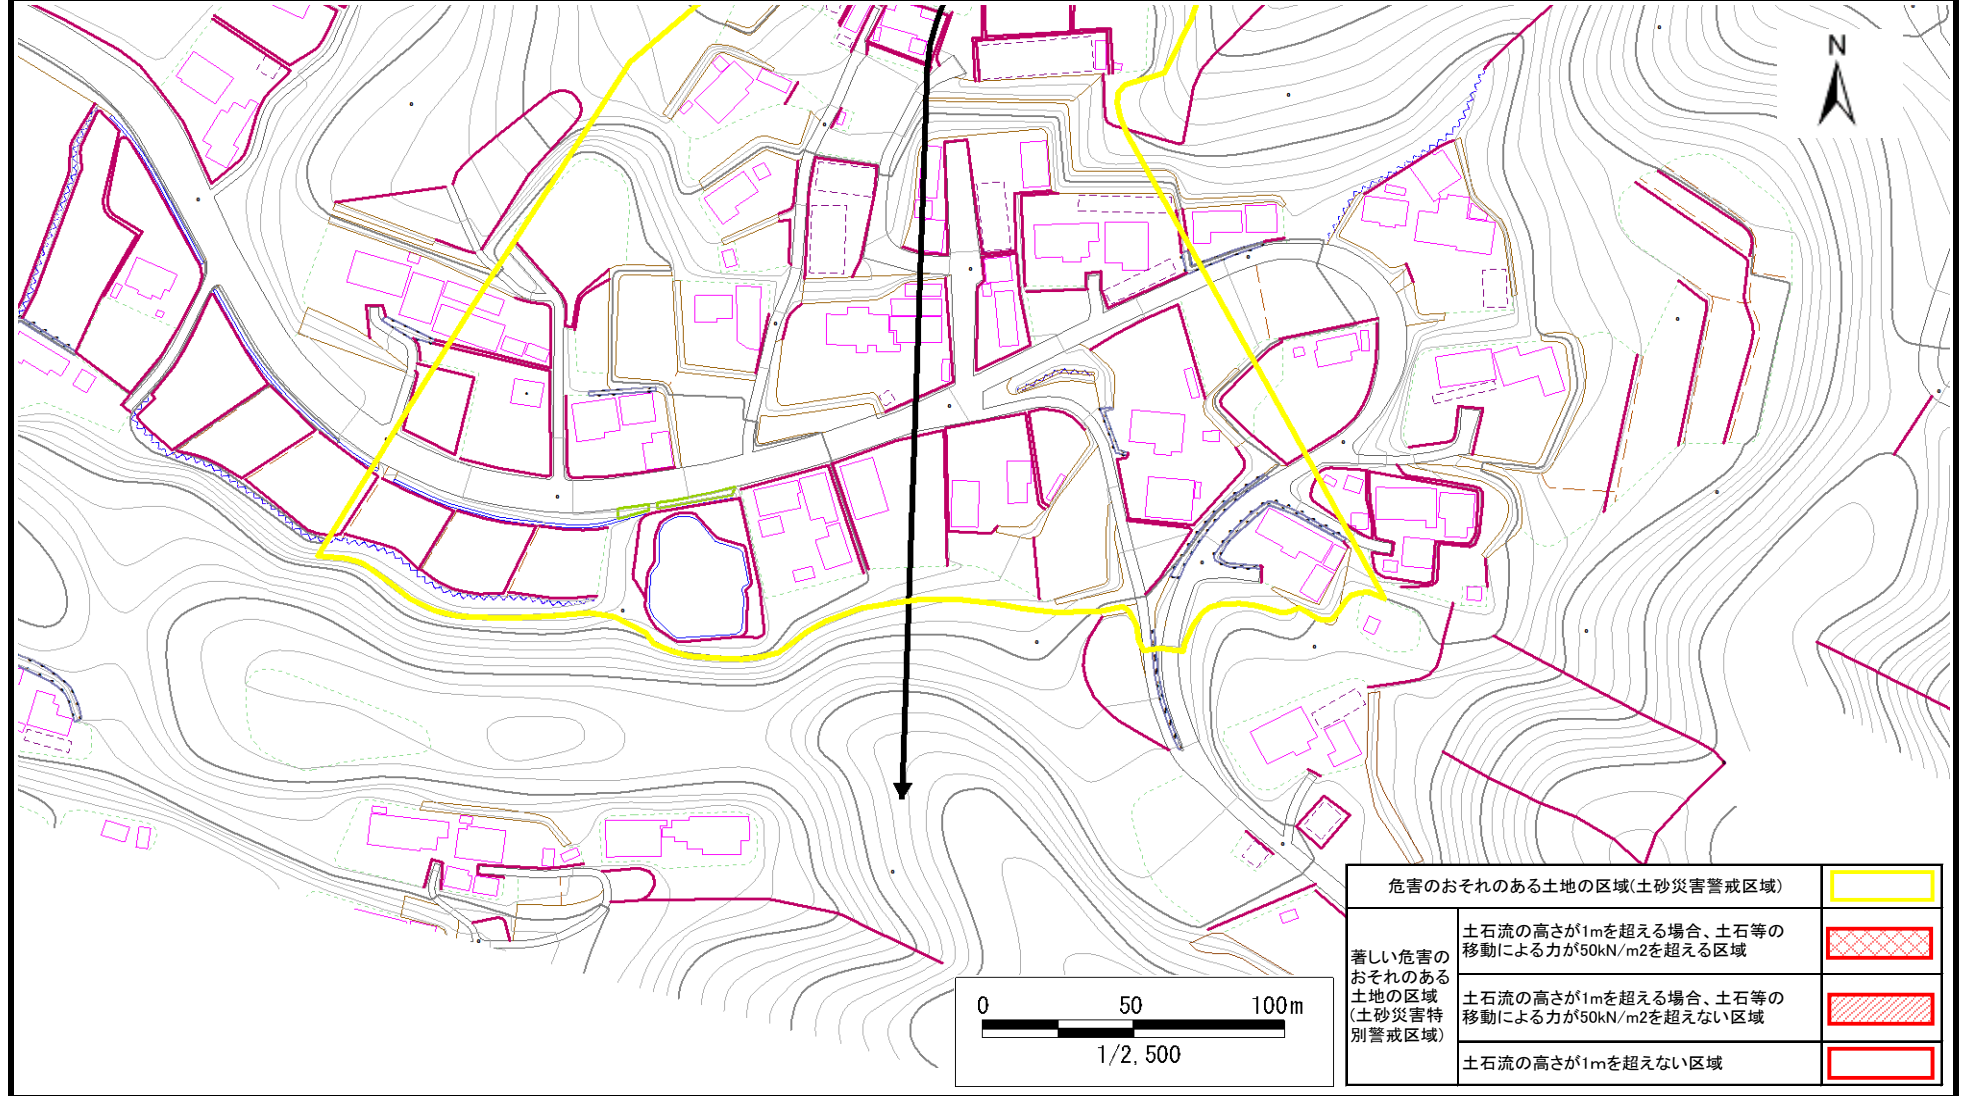 N
危害のおそれのある土地の区域(土砂災害警戒区域)
著しい危害の
おそれのある
土地の区域
(土砂災害特
別警戒区域)
土石流の高さが1mを超える場合、土石等の
移動による力が50kN/m2を超える区域
土石流の高さが1mを超える場合、土石等の
移動による力が50kN/m2を超えない区域
土石流の高さが1mを超えない区域
0 50 100m
1/2,500